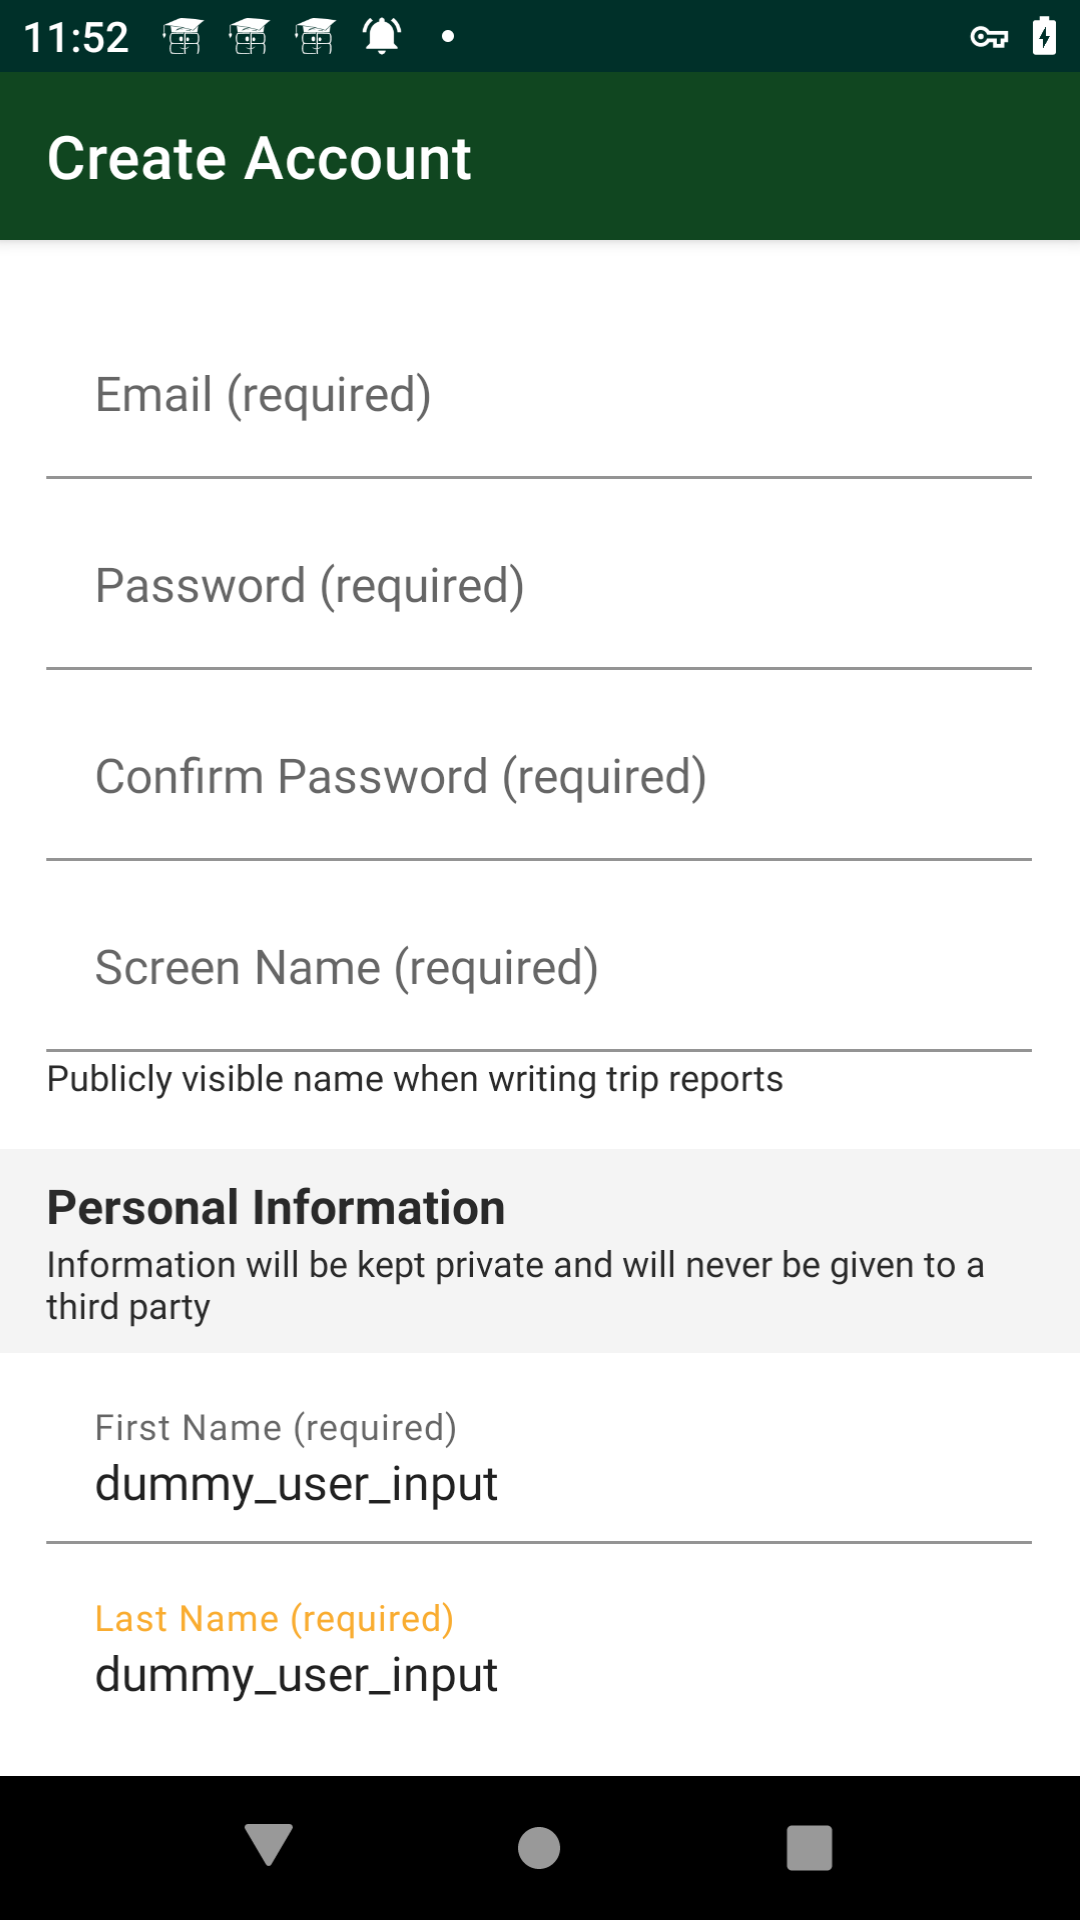 11:52
Create Account
Email (required)
Password (required)
Confirm Password (required)
Screen Name (required)
Publicly visible name when writing trip reports
Personal Information
Information will be kept private and will never be given to a
third party
First Name (required)
dummy_user_input
Last Name (required)
dummy_user_input